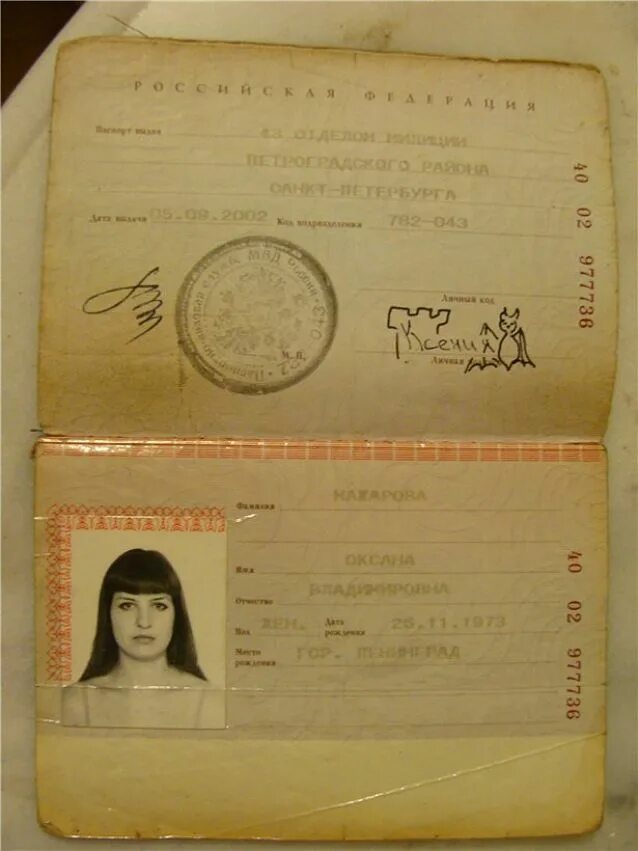 РОССИЙСКАЯ ФЕДЕРАЦИЯ
Паспорт выдан 43 ОТДЕЛОМ МИЛИЦИИ
ПЕТРОГРАДСКОГО РАЙОНА
САНКТ-ПЕТЕРБУРГА
Дата выдачи 05.09.2002 Код подразделения 782-043
40 02 977736
Личный код
Ксения
М.П.
Личная
Фамилия
Имя ОКСАНА
Отчество ВЛАДИМИРОВНА
Пол ЖЕН. Дата рождения 26.11.1973
Место рождения ГОР. ЛЕНИНГРАД
40 02 977736